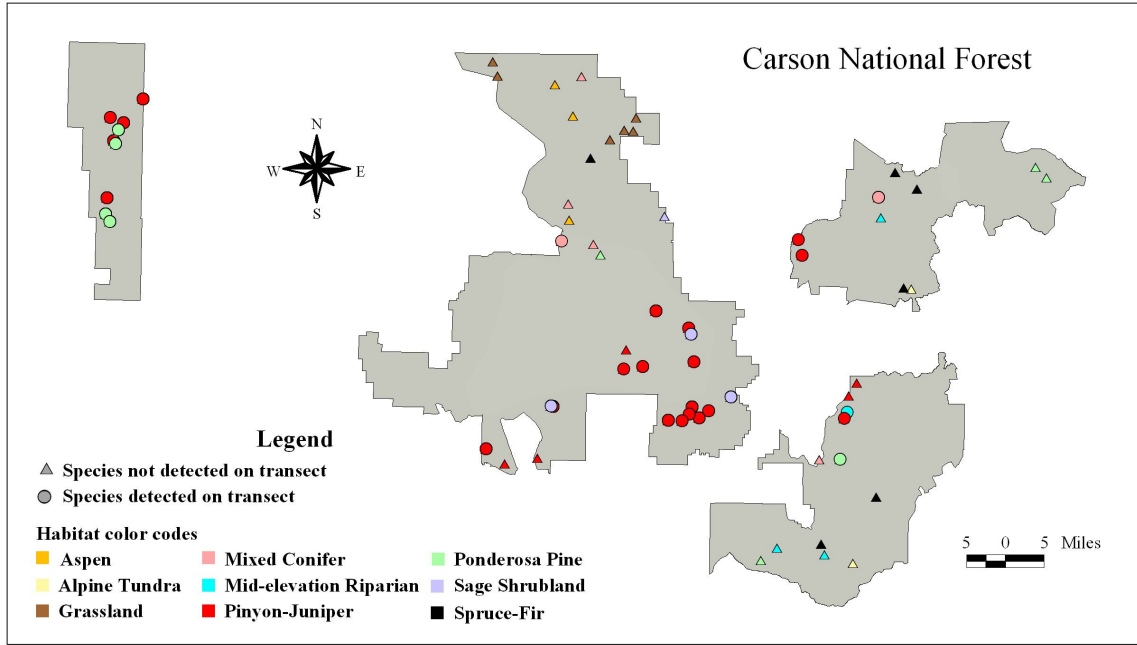 Carson National Forest
N
W E
S
Legend
Species not detected on transect
Species detected on transect
Habitat color codes
Aspen
Mixed Conifer
Ponderosa Pine
Alpine Tundra
Mid-elevation Riparian
Sage Shrubland
Grassland
Pinyon-Juniper
Spruce-Fir
5 0 5 Miles